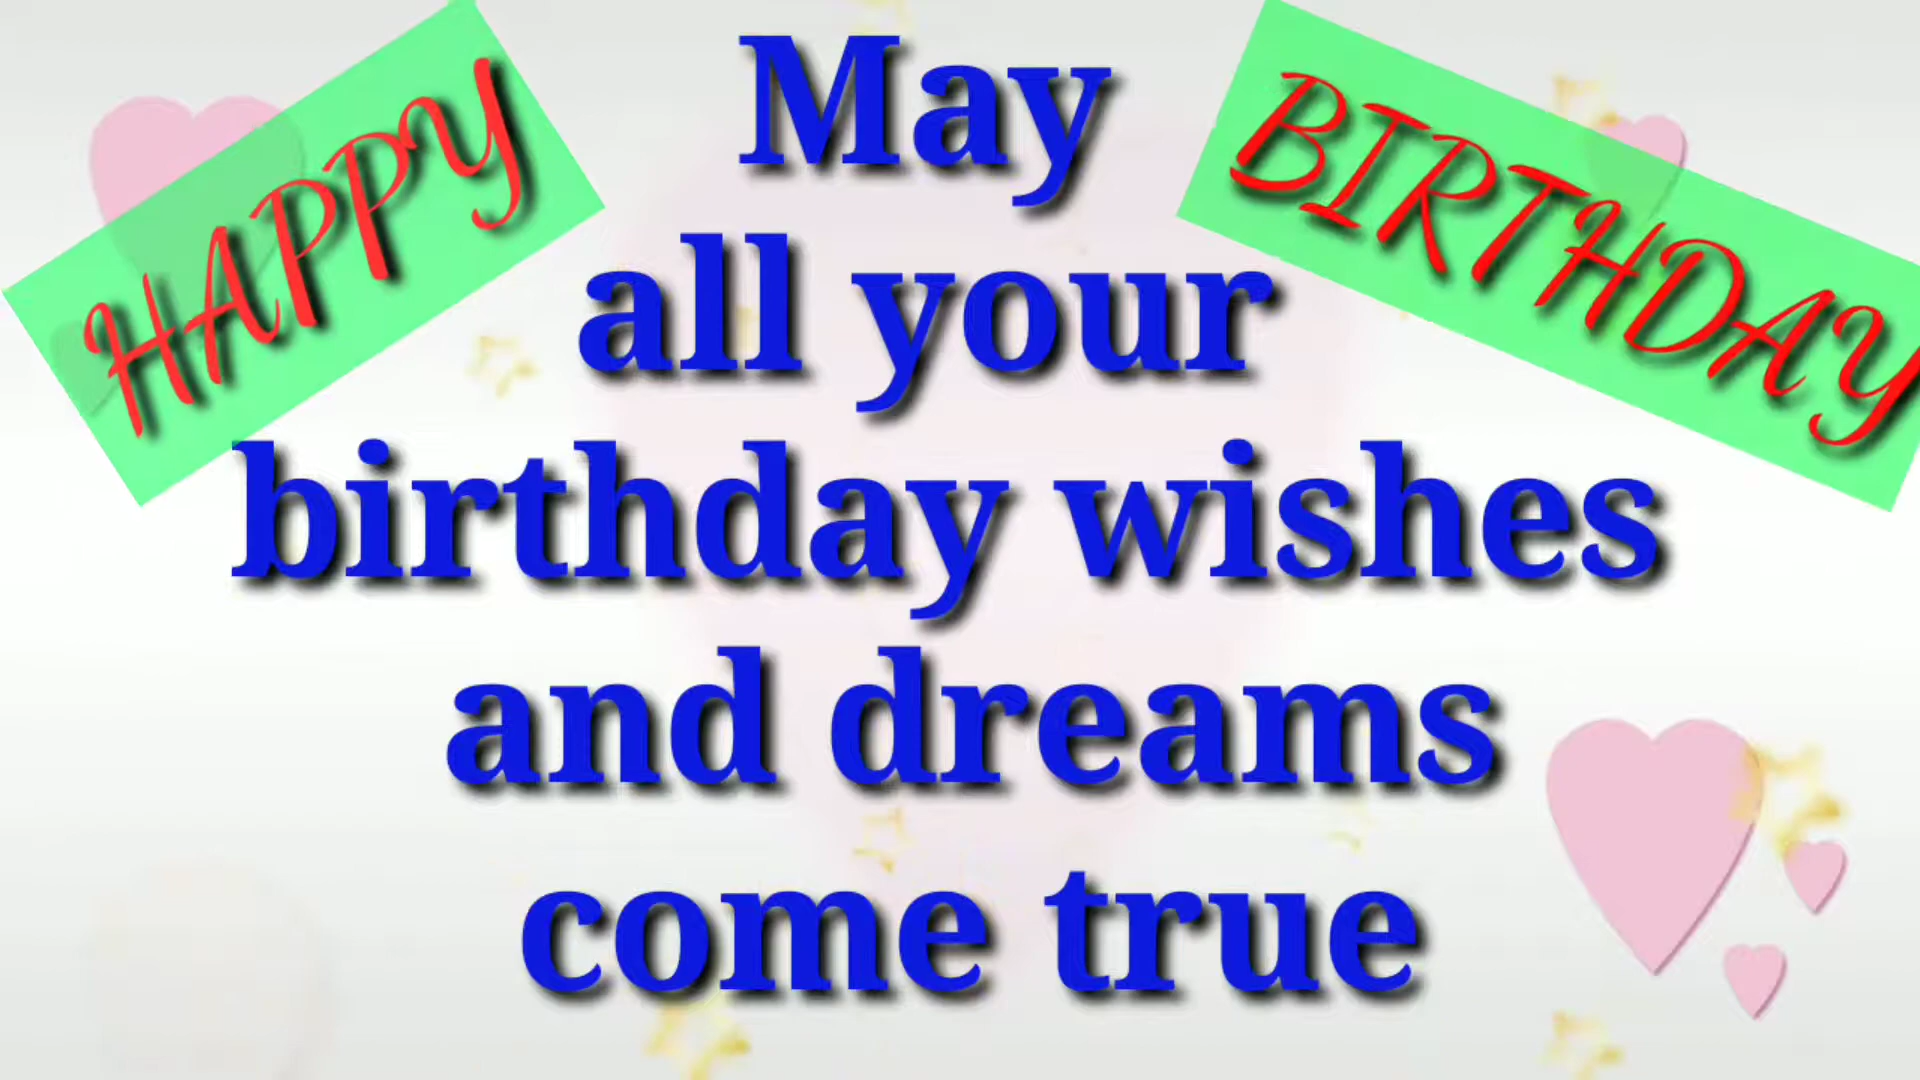 HAPPY
BIRTHDAY
May
all your
birthday wishes
and dreams
come true